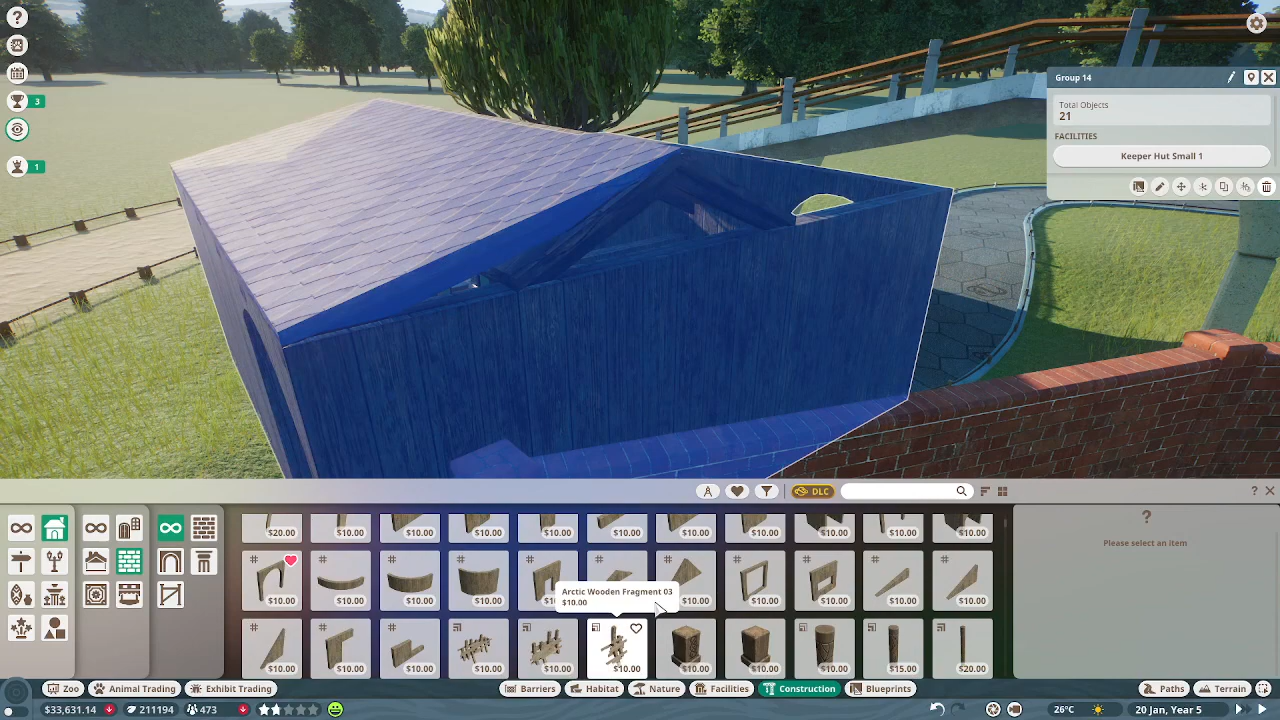 ?
3
1
Group 14
Total Objects
21
FACILITIES
Keeper Hut Small 1
DLC
?
$20.00 $10.00 $10.00 $10.00 $10.00 $10.00 $10.00 $10.00 $10.00 $10.00 $10.00
$10.00 $10.00 $10.00 $10.00 $10.00 $10.00 $10.00 $10.00 $10.00 $10.00
Arctic Wooden Fragment 03
$10.00
$10.00 $10.00 $10.00 $10.00 $10.00 $10.00 $10.00 $10.00 $10.00 $15.00 $20.00
?
Please select an item
Zoo Animal Trading Exhibit Trading Barriers Habitat Nature Facilities Construction Blueprints Paths Terrain
$33,631.14 211194 473 26°C 20 Jan, Year 5